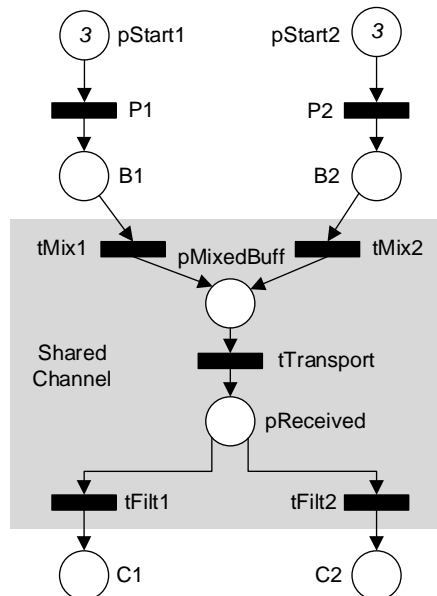 3 pStart1
3 pStart2
P1
P2
B1
B2
tMix1
pMixedBuff
tMix2
Shared
Channel
tTransport
pReceived
tFilt1
tFilt2
C1
C2